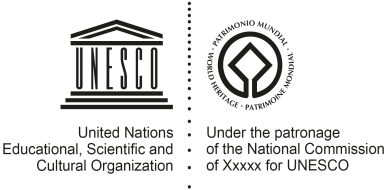 UNESCO
United Nations
Educational, Scientific and
Cultural Organization
WORLD HERITAGE • PATRIMONIO MUNDIAL • PATRIMOINE MONDIAL •
Under the patronage
of the National Commission
of Xxxxx for UNESCO